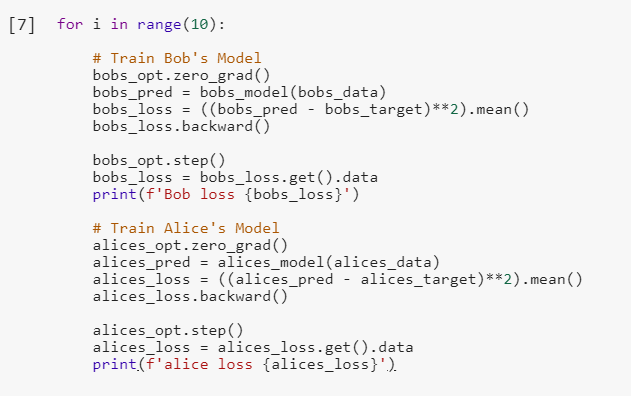 [7] for i in range(10):
# Train Bob's Model
bobs_opt.zero_grad()
bobs_pred = bobs_model(bobs_data)
bobs_loss = ((bobs_pred - bobs_target)**2).mean()
bobs_loss.backward()
bobs_opt.step()
bobs_loss = bobs_loss.get().data
print(f'Bob loss {bobs_loss}')
# Train Alice's Model
alices_opt.zero_grad()
alices_pred = alices_model(alices_data)
alices_loss = ((alices_pred - alices_target)**2).mean()
alices_loss.backward()
alices_opt.step()
alices_loss = alices_loss.get().data
print(f'alice loss {alices_loss}')